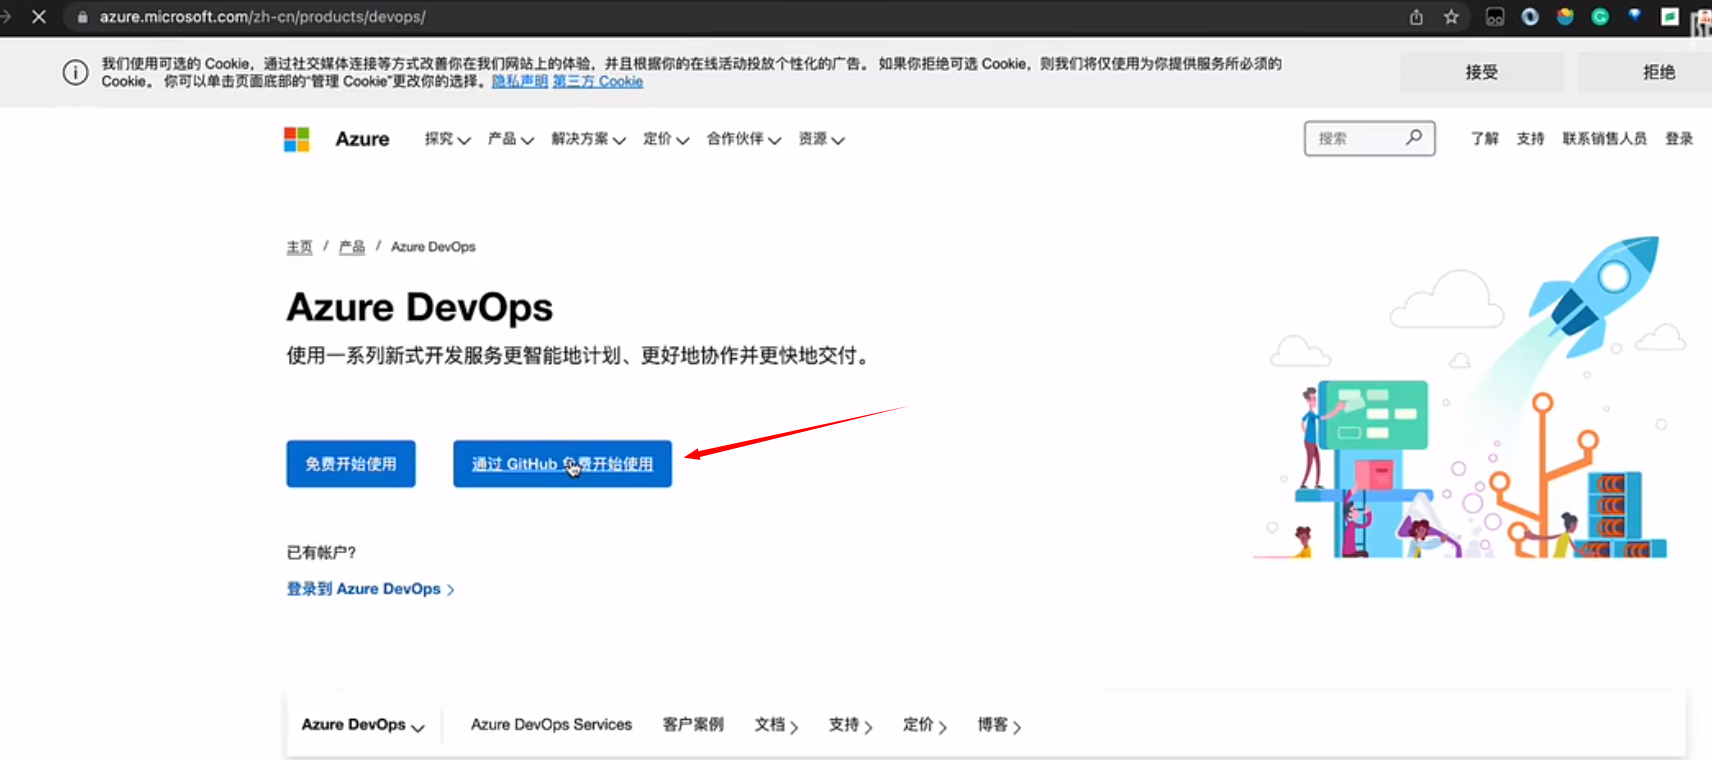 azure.microsoft.com/zh-cn/products/devops/
我们使用可选的 Cookie，通过社交媒体连接等方式改善你在我们网站上的体验，并且根据你的在线活动投放个性化的广告。 如果你拒绝可选 Cookie，则我们将仅使用为你提供服务所必须的
Cookie。 你可以单击页面底部的“管理 Cookie”更改你的选择。隐私声明 第三方 Cookie
接受
拒绝
Azure 探究 产品 解决方案 定价 合作伙伴 资源
搜索
了解 支持 联系销售人员 登录
主页 / 产品 / Azure DevOps
Azure DevOps
使用一系列新式开发服务更智能地计划、更好地协作并更快地交付。
免费开始使用
通过 GitHub 免费开始使用
已有帐户?
登录到 Azure DevOps
Azure DevOps Azure DevOps Services 客户案例 文档 支持 定价 博客